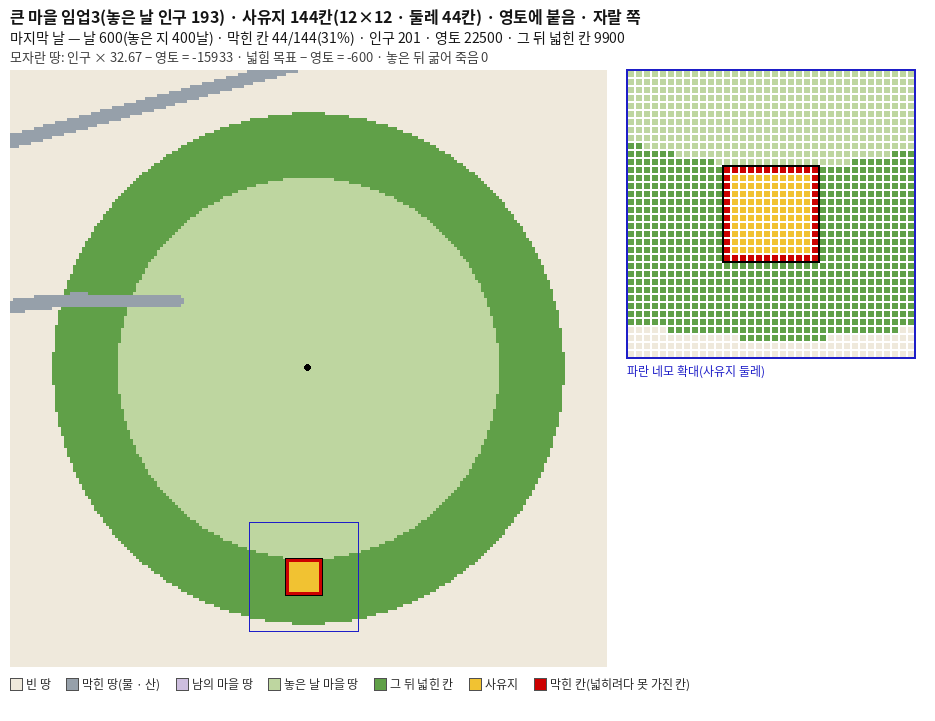 큰 마을 임업3(놓은 날 인구 193) · 사유지 144칸(12×12 · 둘레 44칸) · 영토에 붙음 · 자랄 쪽
마지막 날 — 날 600(놓은 지 400날) · 막힌 칸 44/144(31%) · 인구 201 · 영토 22500 · 그 뒤 넓힌 칸 9900
모자란 땅: 인구 × 32.67 − 영토 = -15933 · 넓힘 목표 − 영토 = -600 · 놓은 뒤 굶어 죽음 0
파란 네모 확대(사유지 둘레)
빈 땅
막힌 땅(물 · 산)
남의 마을 땅
놓은 날 마을 땅
그 뒤 넓힌 칸
사유지
막힌 칸(넓히려다 못 가진 칸)